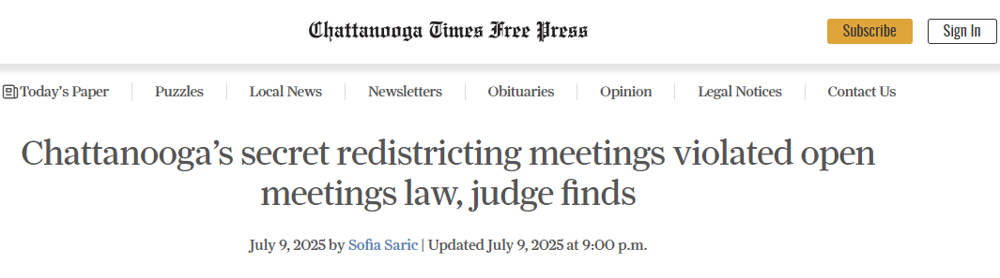 Chattanooga Times Free Press
Subscribe
Sign In
Today's Paper
Puzzles
Local News
Newsletters
Obituaries
Opinion
Legal Notices
Contact Us
Chattanooga’s secret redistricting meetings violated open
meetings law, judge finds
July 9, 2025 by Sofia Saric | Updated July 9, 2025 at 9:00 p.m.